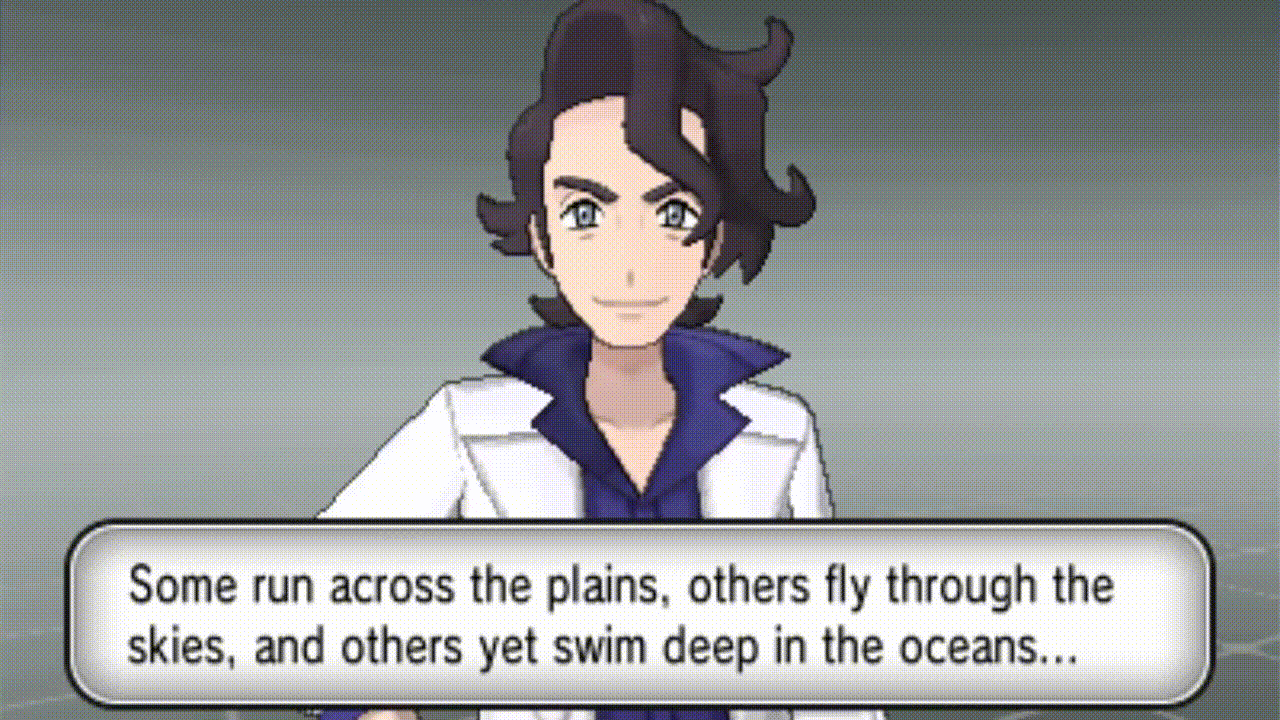 Some run across the plains, others fly through the
skies, and others yet swim deep in the oceans...